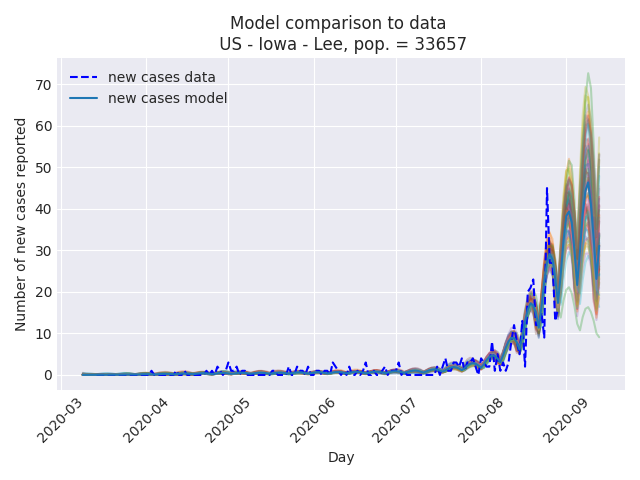 Model comparison to data
US - Iowa - Lee, pop. = 33657
new cases data
new cases model
Number of new cases reported
70
60
50
40
30
20
10
0
2020-03
2020-04
2020-05
2020-06
2020-07
2020-08
2020-09
Day